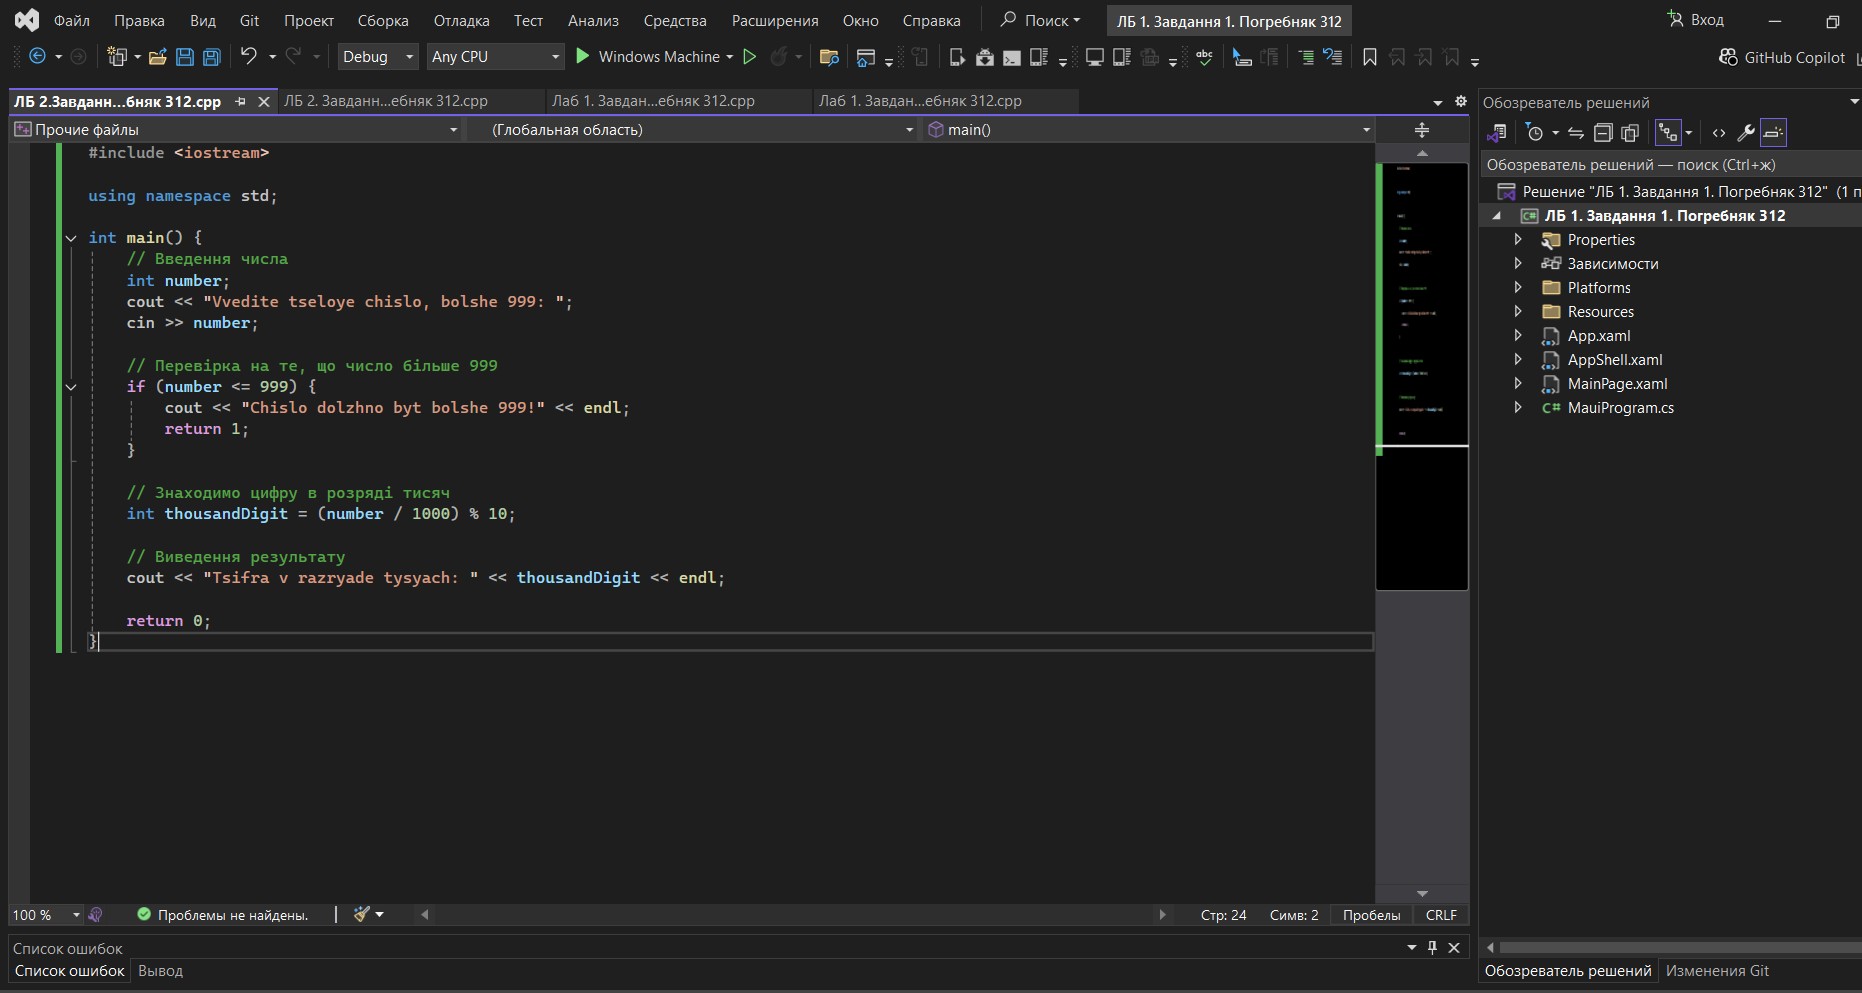 Файл Правка Вид Git Проект Сборка Отладка Тест Анализ Средства Расширения Окно Справка Поиск ЛБ 1. Завдання 1. Погребняк 312 Вход
Debug Any CPU Windows Machine abc GitHub Copilot
ЛБ 2.Завданн...бняк 312.cpp ЛБ 2. Завданн...ебняк 312.cpp Лаб 1. Завдан...ебняк 312.cpp Лаб 1. Завдан...ебняк 312.cpp
Прочие файлы (Глобальная область) main()
#include <iostream>
using namespace std;
int main() {
// Введення числа
int number;
cout << "Vvedite tseloye chislo, bolshe 999: ";
cin >> number;
// Перевірка на те, що число більше 999
if (number <= 999) {
cout << "Chislo dolzhno byt bolshe 999!" << endl;
return 1;
}
// Знаходимо цифру в розряді тисяч
int thousandDigit = (number / 1000) % 10;
// Виведення результату
cout << "Tsifra v razryade tysyach: " << thousandDigit << endl;
return 0;
}
100 % Проблемы не найдены. Стр: 24 Симв: 2 Пробелы CRLF
Список ошибок
Список ошибок Вывод
Обозреватель решений
Обозреватель решений — поиск (Ctrl+ж)
Решение "ЛБ 1. Завдання 1. Погребняк 312" (1 п
C# ЛБ 1. Завдання 1. Погребняк 312
Properties
Зависимости
Platforms
Resources
App.xaml
AppShell.xaml
MainPage.xaml
C# MauiProgram.cs
Обозреватель решений Изменения Git